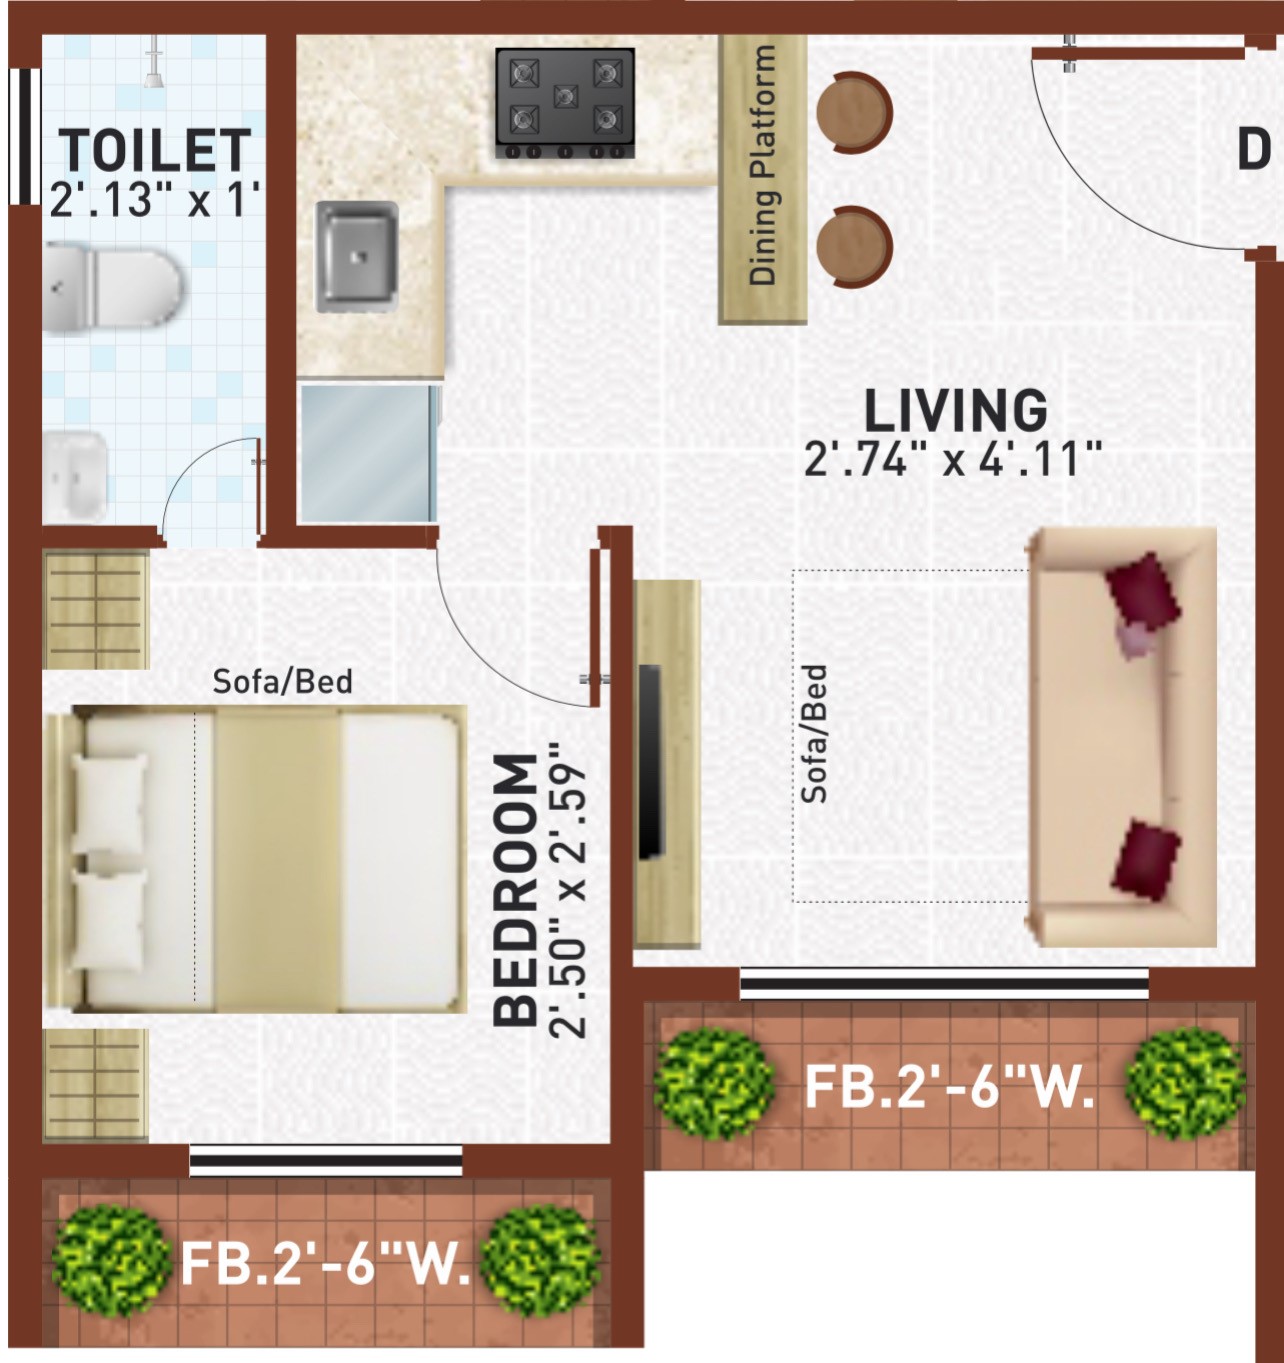 TOILET
2'.13" x 1'
Dining Platform
D
LIVING
2'.74" x 4'.11"
Sofa/Bed
Sofa/Bed
BEDROOM
2'.50" x 2'.59"
FB.2'-6"W.
FB.2'-6"W.